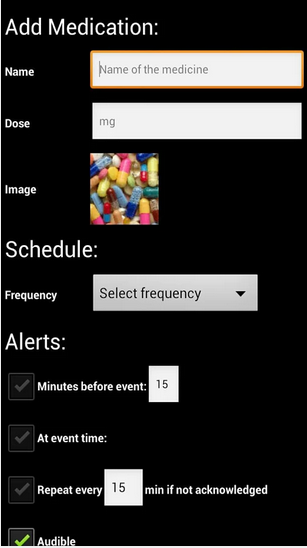 Add Medication:
Name Name of the medicine
Dose mg
Image
Schedule:
Frequency Select frequency
Alerts:
Minutes before event: 15
At event time:
Repeat every 15 min if not acknowledged
Audible